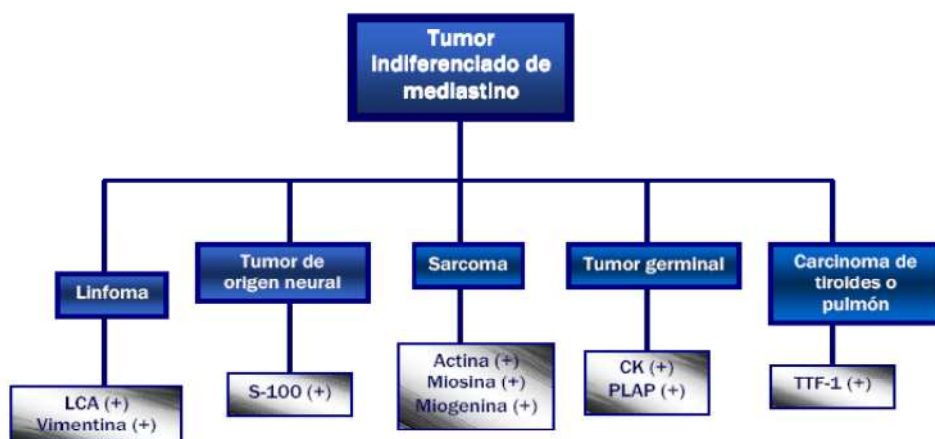 Tumor
indiferenciado de
mediastino
Linfoma
Tumor de
origen neural
Sarcoma
Tumor germinal
Carcinoma de
tiroides o
pulmón
LCA (+)
Vimentina (+)
S-100 (+)
Actina (+)
Miosina (+)
Miogenina (+)
CK (+)
PLAP (+)
TTF-1 (+)